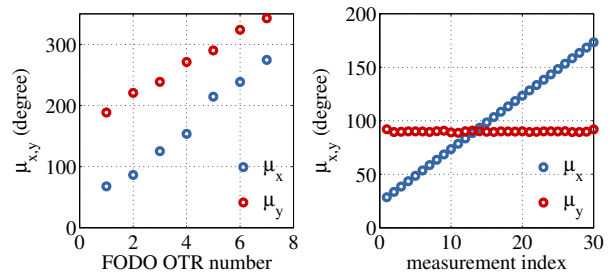 300
200
100
0
0
2
4
6
8
μx,y (degree)
FODO OTR number
μx
μy
200
150
100
50
0
0
10
20
30
μx,y (degree)
measurement index
μx
μy